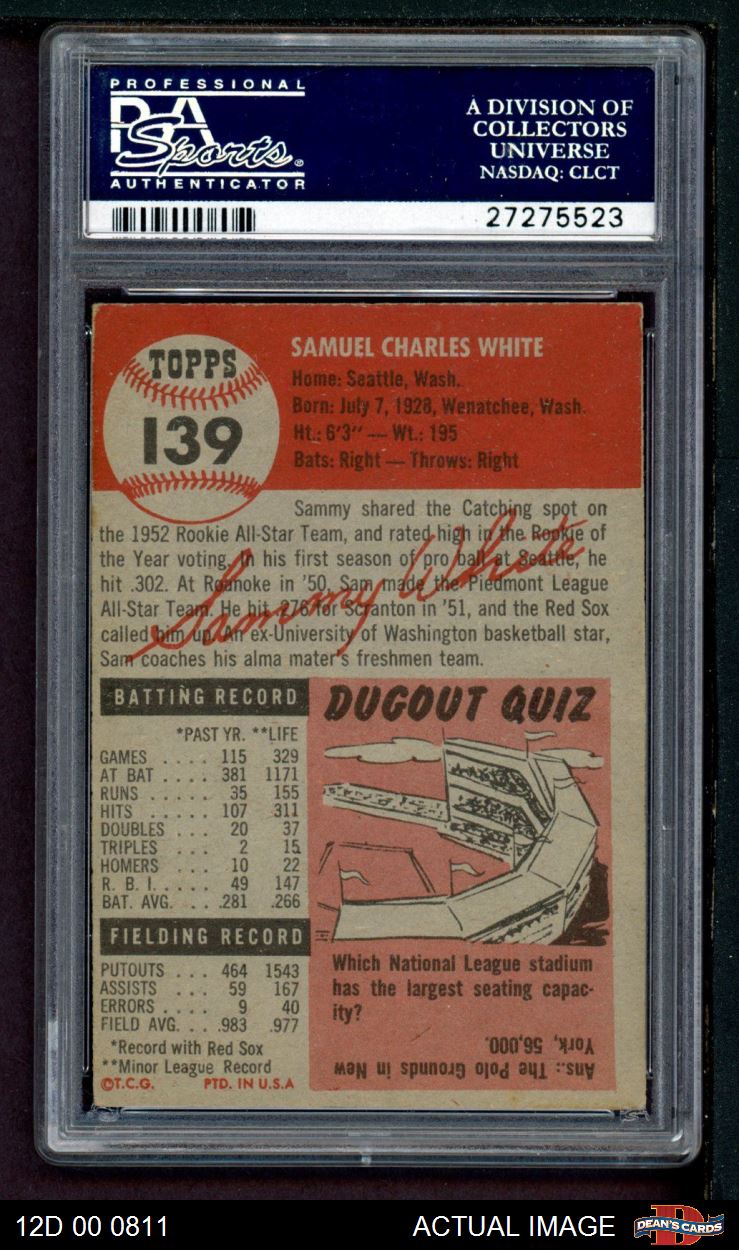 PROFESSIONAL
PSA
Sports
AUTHENTICATOR
A DIVISION OF
COLLECTORS
UNIVERSE
NASDAQ: CLCT
27275523
TOPPS
139
SAMUEL CHARLES WHITE
Home: Seattle, Wash.
Born: July 7, 1928, Wenatchee, Wash.
Ht.: 6'3" — Wt.: 195
Bats: Right — Throws: Right
Sammy shared the Catching spot on
the 1952 Rookie All-Star Team, and rated high in the Rookie of
the Year voting. In his first season of pro ball at Seattle, he
hit .302. At Roanoke in '50, Sam made the Piedmont League
All-Star Team. He hit .276 for Scranton in '51, and the Red Sox
called him up. An ex-University of Washington basketball star,
Sam coaches his alma mater's freshmen team.
Sammy White
BATTING RECORD
*PAST YR. **LIFE
GAMES .... 115 329
AT BAT .... 381 1171
RUNS ..... 35 155
HITS ..... 107 311
DOUBLES ... 20 37
TRIPLES ... 2 15
HOMERS ... 10 22
R. B. I. .... 49 147
BAT. AVG. ... .281 .266
FIELDING RECORD
PUTOUTS ... 464 1543
ASSISTS ... 59 167
ERRORS .... 9 40
FIELD AVG. ... .983 .977
*Record with Red Sox
**Minor League Record
©T.C.G. PTD. IN U.S.A
DUGOUT QUIZ
Which National League stadium
has the largest seating capac-
ity?
Ans.: The Polo Grounds in New
York, 56,000.
12D 00 0811
ACTUAL IMAGE
D
DEAN'S CARDS